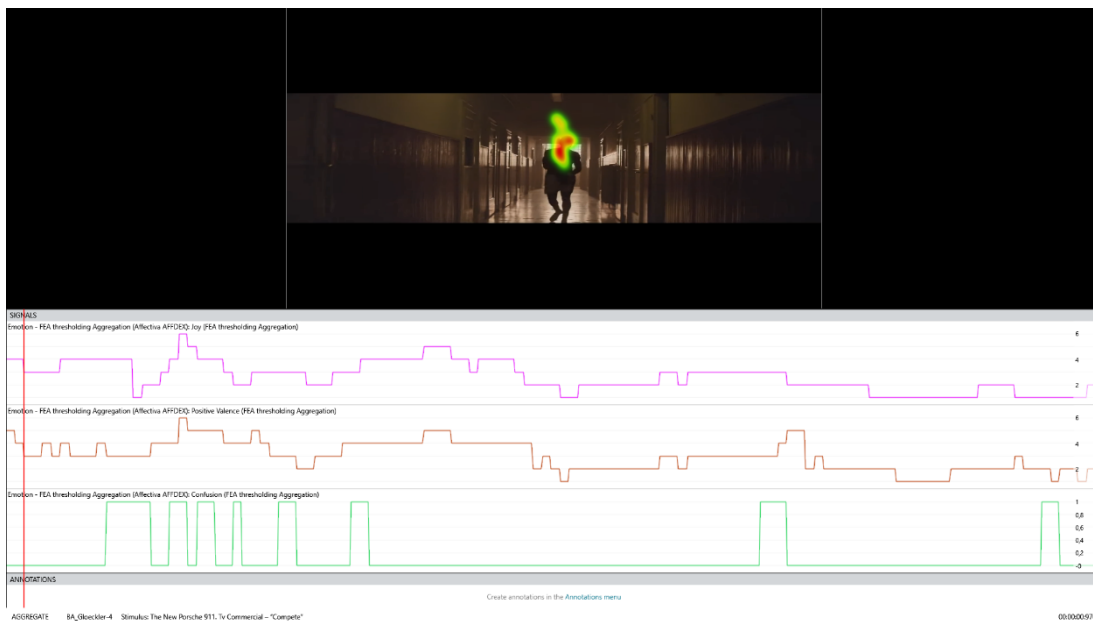 SIGNALS
Emotion - FEA thresholding Aggregation (Affectiva AFFDEX): Joy (FEA thresholding Aggregation)
6
4
2
Emotion - FEA thresholding Aggregation (Affectiva AFFDEX): Positive Valence (FEA thresholding Aggregation)
6
4
2
Emotion - FEA thresholding Aggregation (Affectiva AFFDEX): Confusion (FEA thresholding Aggregation)
1
0,8
0,6
0,4
0,2
-0
ANNOTATIONS
Create annotations in the Annotations menu
AGGREGATE BA_Gloeckler-4 Stimulus: The New Porsche 911. Tv Commercial – "Compete" 00:00:00:97